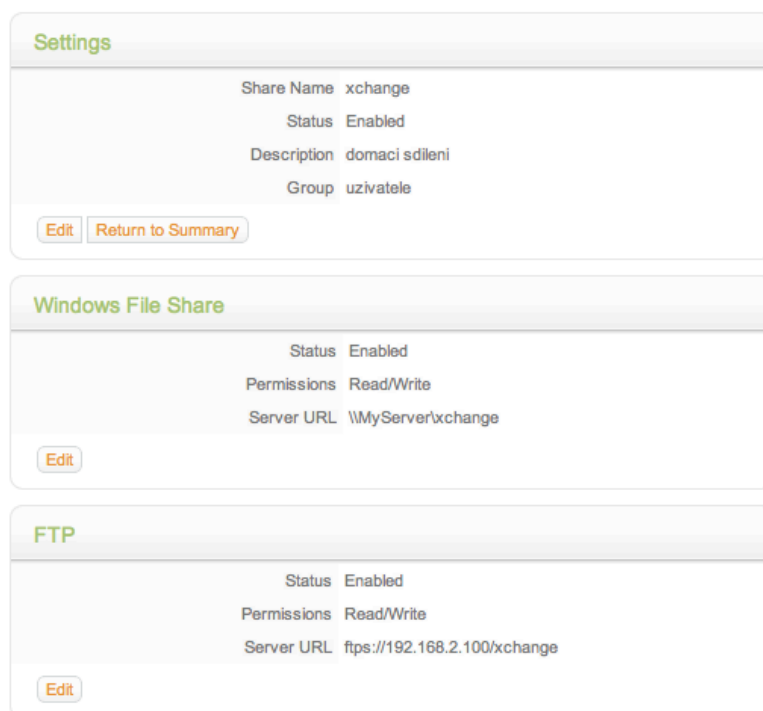 Settings
Share Name xchange
Status Enabled
Description domaci sdileni
Group uzivatele
Edit Return to Summary
Windows File Share
Status Enabled
Permissions Read/Write
Server URL \\MyServer\xchange
Edit
FTP
Status Enabled
Permissions Read/Write
Server URL ftps://192.168.2.100/xchange
Edit